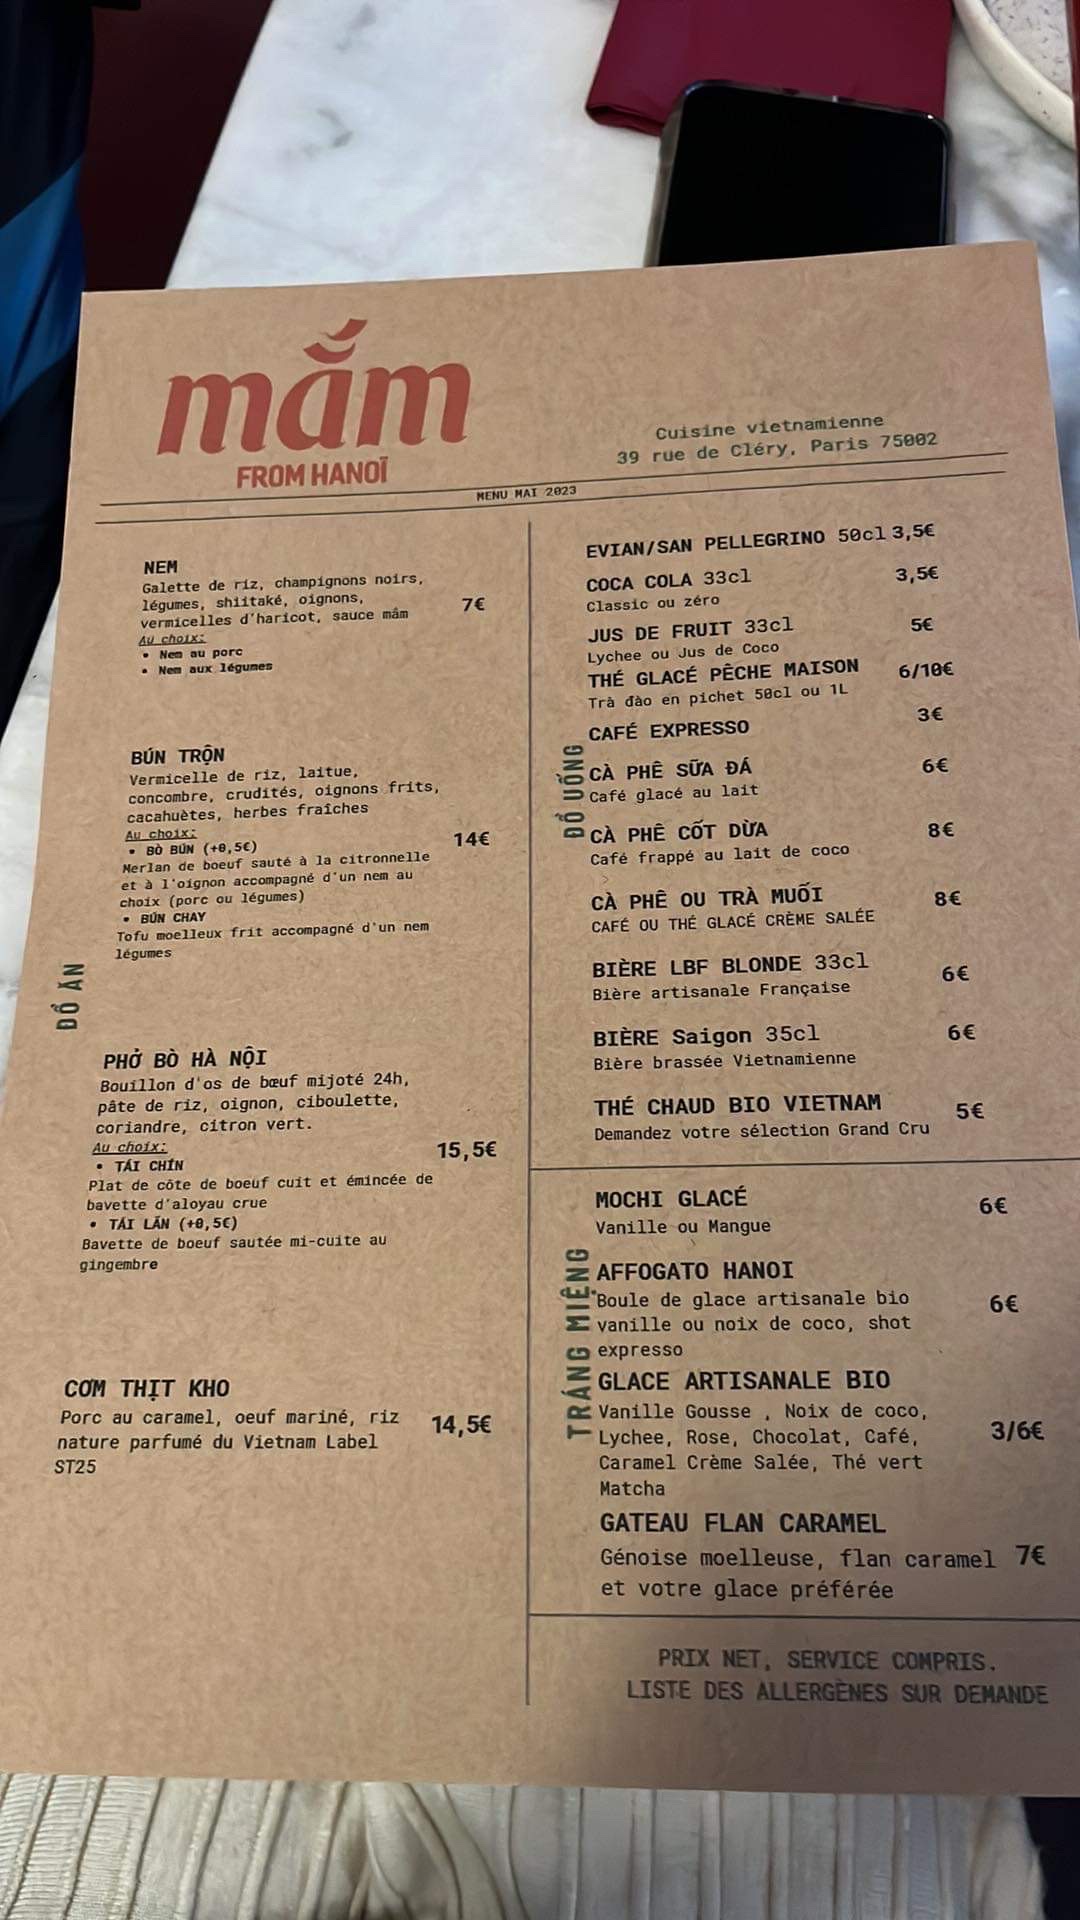 mắm
FROM HANOÏ
Cuisine vietnamienne
39 rue de Cléry, Paris 75002
MENU MAI 2023
ĐỒ ĂN
NEM
Galette de riz, champignons noirs,
légumes, shiitaké, oignons,
vermicelles d'haricot, sauce mâm
7€
Au choix:
• Nem au porc
• Nem aux légumes
BÚN TRỘN
Vermicelle de riz, laitue,
concombre, crudités, oignons frits,
cacahuètes, herbes fraîches
Au choix:
14€
• BÒ BÚN (+0,5€)
Merlan de boeuf sauté à la citronnelle
et à l'oignon accompagné d'un nem au
choix (porc ou légumes)
• BÚN CHAY
Tofu moelleux frit accompagné d'un nem
légumes
PHỞ BÒ HÀ NỘI
Bouillon d'os de bœuf mijoté 24h,
pâte de riz, oignon, ciboulette,
coriandre, citron vert.
Au choix:
15,5€
• TÁI CHÍN
Plat de côte de boeuf cuit et émincée de
bavette d'aloyau crue
• TÁI LĂN (+0,5€)
Bavette de boeuf sautée mi-cuite au
gingembre
CƠM THỊT KHO
Porc au caramel, oeuf mariné, riz
nature parfumé du Vietnam Label
ST25
14,5€
ĐỒ UỐNG
EVIAN/SAN PELLEGRINO 50cl 3,5€
COCA COLA 33cl 3,5€
Classic ou zéro
JUS DE FRUIT 33cl 5€
Lychee ou Jus de Coco
THÉ GLACÉ PÊCHE MAISON 6/10€
Trà đào en pichet 50cl ou 1L
CAFÉ EXPRESSO 3€
CÀ PHÊ SỮA ĐÁ 6€
Café glacé au lait
CÀ PHÊ CỐT DỪA 8€
Café frappé au lait de coco
CÀ PHÊ OU TRÀ MUỐI 8€
CAFÉ OU THÉ GLACÉ CRÈME SALÉE
BIÈRE LBF BLONDE 33cl 6€
Bière artisanale Française
BIÈRE Saigon 35cl 6€
Bière brassée Vietnamienne
THÉ CHAUD BIO VIETNAM 5€
Demandez votre sélection Grand Cru
TRÁNG MIỆNG
MOCHI GLACÉ 6€
Vanille ou Mangue
AFFOGATO HANOI
Boule de glace artisanale bio
vanille ou noix de coco, shot
expresso
6€
GLACE ARTISANALE BIO
Vanille Gousse , Noix de coco,
Lychee, Rose, Chocolat, Café,
Caramel Crème Salée, Thé vert
Matcha
3/6€
GATEAU FLAN CARAMEL
Génoise moelleuse, flan caramel 7€
et votre glace préférée
PRIX NET, SERVICE COMPRIS.
LISTE DES ALLERGÈNES SUR DEMANDE